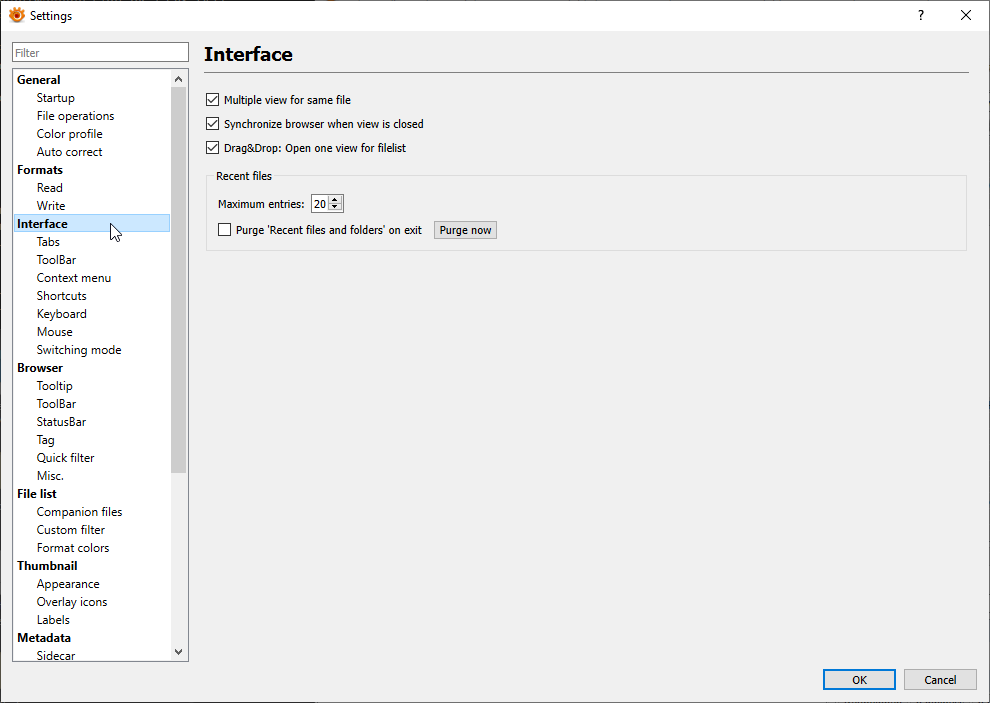 Settings
?
Filter
General
Startup
File operations
Color profile
Auto correct
Formats
Read
Write
Interface
Tabs
ToolBar
Context menu
Shortcuts
Keyboard
Mouse
Switching mode
Browser
Tooltip
ToolBar
StatusBar
Tag
Quick filter
Misc.
File list
Companion files
Custom filter
Format colors
Thumbnail
Appearance
Overlay icons
Labels
Metadata
Sidecar
Interface
Multiple view for same file
Synchronize browser when view is closed
Drag&Drop: Open one view for filelist
Recent files
Maximum entries: 20
Purge 'Recent files and folders' on exit Purge now
OK Cancel